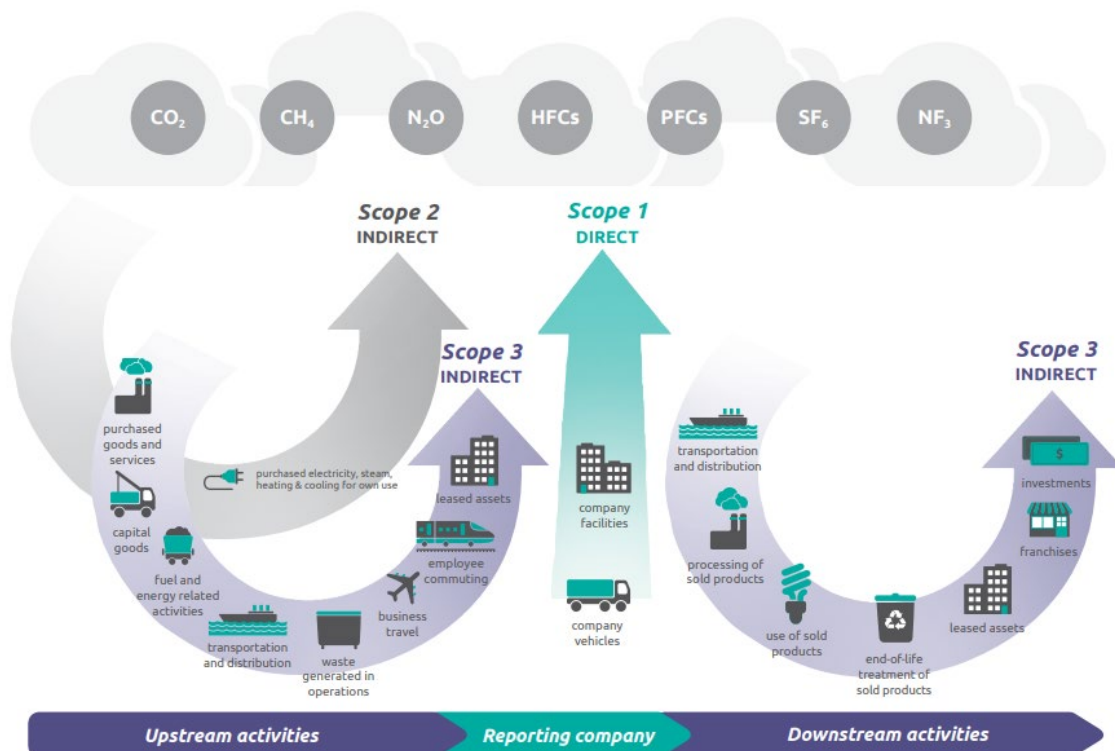 CO₂
CH₄
N₂O
HFCs
PFCs
SF₆
NF₃
Scope 2
INDIRECT
Scope 1
DIRECT
Scope 3
INDIRECT
Scope 3
INDIRECT
purchased
goods and
services
capital
goods
fuel and
energy related
activities
transportation
and distribution
waste
generated in
operations
business
travel
employee
commuting
leased assets
purchased electricity, steam,
heating & cooling for own use
company
facilities
company
vehicles
transportation
and distribution
processing of
sold products
use of sold
products
end-of-life
treatment of
sold products
leased assets
franchises
investments
$
Upstream activities
Reporting company
Downstream activities